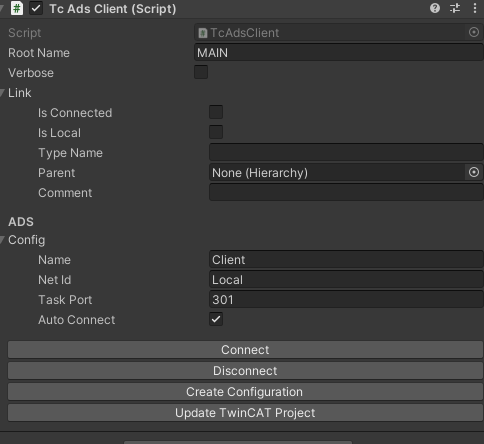 Tc Ads Client (Script)
Script TcAdsClient
Root Name MAIN
Verbose
Link
Is Connected
Is Local
Type Name
Parent None (Hierarchy)
Comment
ADS
Config
Name Client
Net Id Local
Task Port 301
Auto Connect
Connect
Disconnect
Create Configuration
Update TwinCAT Project